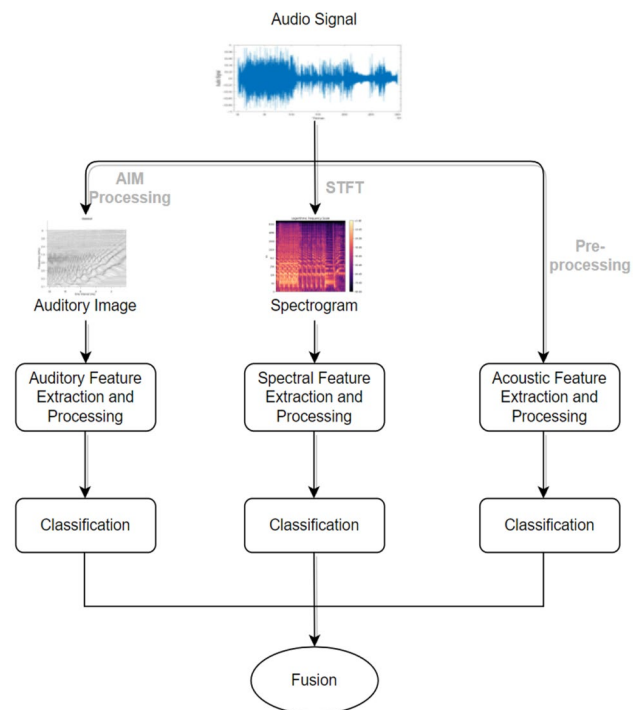 Audio Signal
AIM
Processing
STFT
Pre-
processing
Auditory Image
Spectrogram
Auditory Feature
Extraction and
Processing
Spectral Feature
Extraction and
Processing
Acoustic Feature
Extraction and
Processing
Classification
Classification
Classification
Fusion